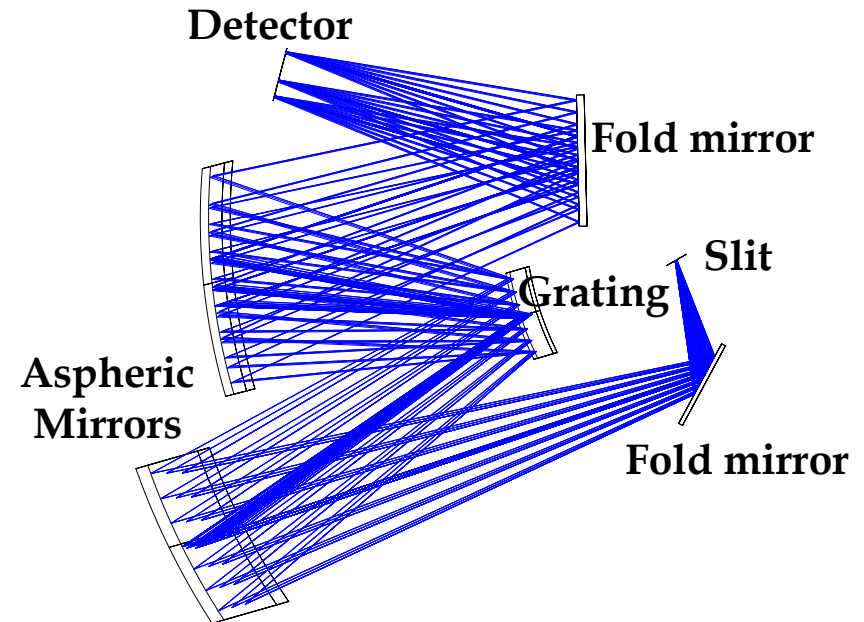 Detector
Fold mirror
Slit
Grating
Aspheric
Mirrors
Fold mirror